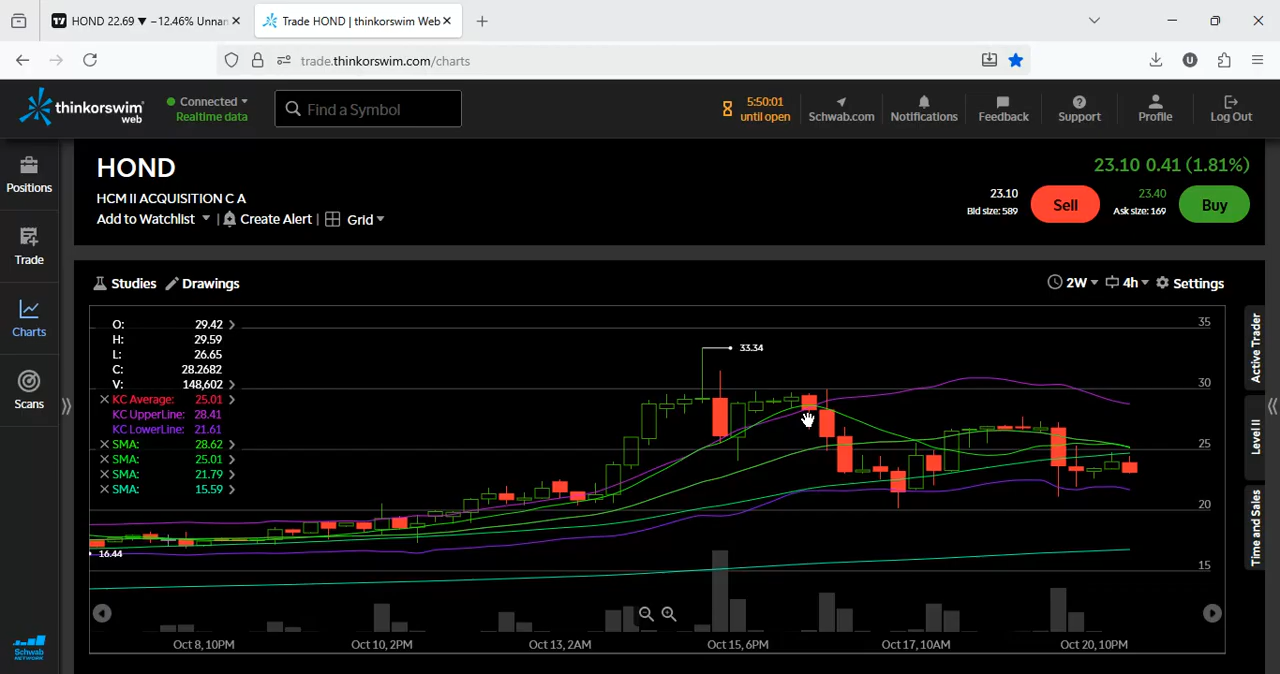 HOND 22.69 ▼ −12.46% Unnan
Trade HOND | thinkorswim Web
trade.thinkorswim.com/charts
thinkorswim
web
Connected
Realtime data
Find a Symbol
5:50:01
until open
Schwab.com
Notifications
Feedback
Support
Profile
Log Out
Positions
Trade
Charts
Scans
Schwab
NETWORK
HOND
HCM II ACQUISITION C A
Add to Watchlist | Create Alert | Grid
23.10 0.41 (1.81%)
23.10
Bid size: 589
Sell
23.40
Ask size: 169
Buy
Studies Drawings
2W 4h Settings
O: 29.42
H: 29.59
L: 26.65
C: 28.2682
V: 148,602
KC Average: 25.01
KC UpperLine: 28.41
KC LowerLine: 21.61
SMA: 28.62
SMA: 25.01
SMA: 21.79
SMA: 15.59
33.34
16.44
35
30
25
20
15
Oct 8, 10PM
Oct 10, 2PM
Oct 13, 2AM
Oct 15, 6PM
Oct 17, 10AM
Oct 20, 10PM
Active Trader
Level II
Time and Sales